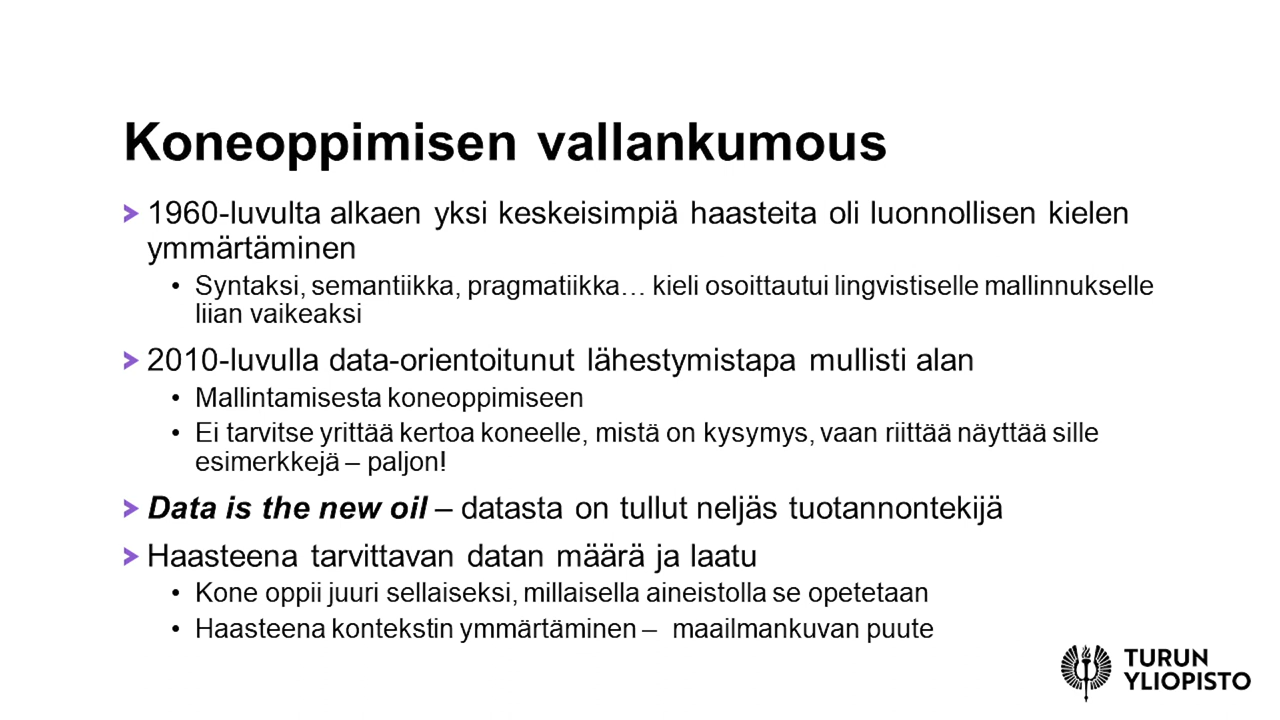 Koneoppimisen vallankumous
> 1960-luvulta alkaen yksi keskeisimpiä haasteita oli luonnollisen kielen
ymmärtäminen
• Syntaksi, semantiikka, pragmatiikka… kieli osoittautui lingvistiselle mallinnukselle
liian vaikeaksi
> 2010-luvulla data-orientoitunut lähestymistapa mullisti alan
• Mallintamisesta koneoppimiseen
• Ei tarvitse yrittää kertoa koneelle, mistä on kysymys, vaan riittää näyttää sille
esimerkkejä – paljon!
> Data is the new oil – datasta on tullut neljäs tuotannontekijä
> Haasteena tarvittavan datan määrä ja laatu
• Kone oppii juuri sellaiseksi, millaisella aineistolla se opetetaan
• Haasteena kontekstin ymmärtäminen – maailmankuvan puute
TURUN
YLIOPISTO